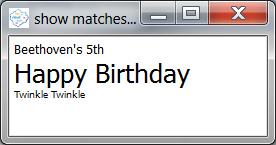 show matches...
Beethoven's 5th
Happy Birthday
Twinkle Twinkle